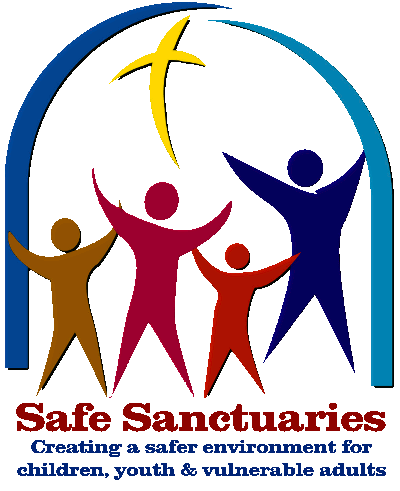 Safe Sanctuaries
Creating a safer environment for
children, youth & vulnerable adults